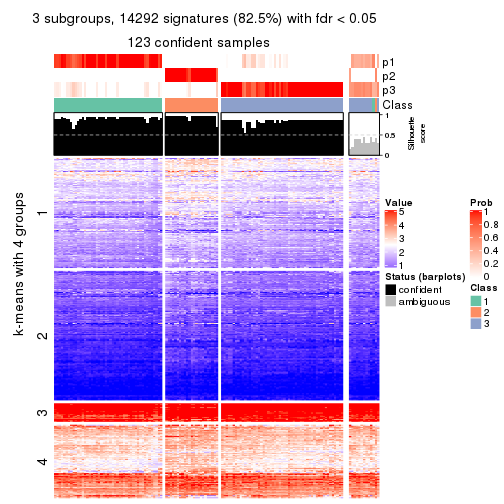 3 subgroups, 14292 signatures (82.5%) with fdr < 0.05
123 confident samples
p1
p2
p3
Class
1
0.5
0
Silhouette
score
k-means with 4 groups
1
2
3
4
Value
5
4
3
2
1
Status (barplots)
confident
ambiguous
Prob
1
0.8
0.6
0.4
0.2
0
Class
1
2
3